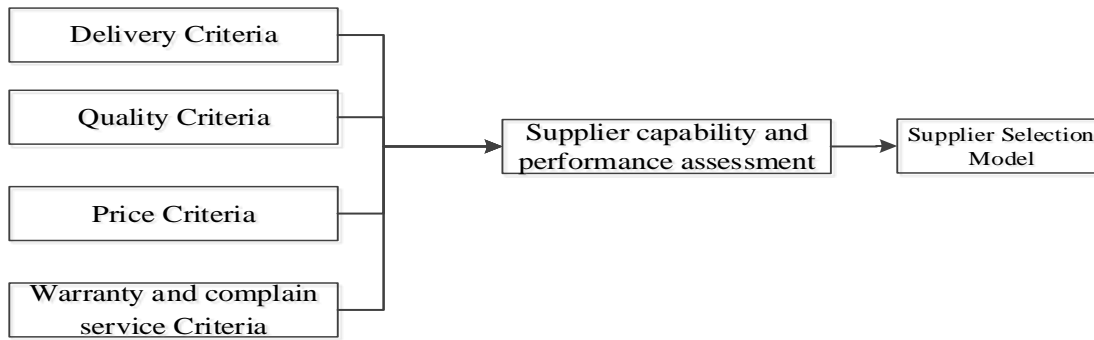 Delivery Criteria
Quality Criteria
Price Criteria
Warranty and complain
service Criteria
Supplier capability and
performance assessment
Supplier Selection
Model